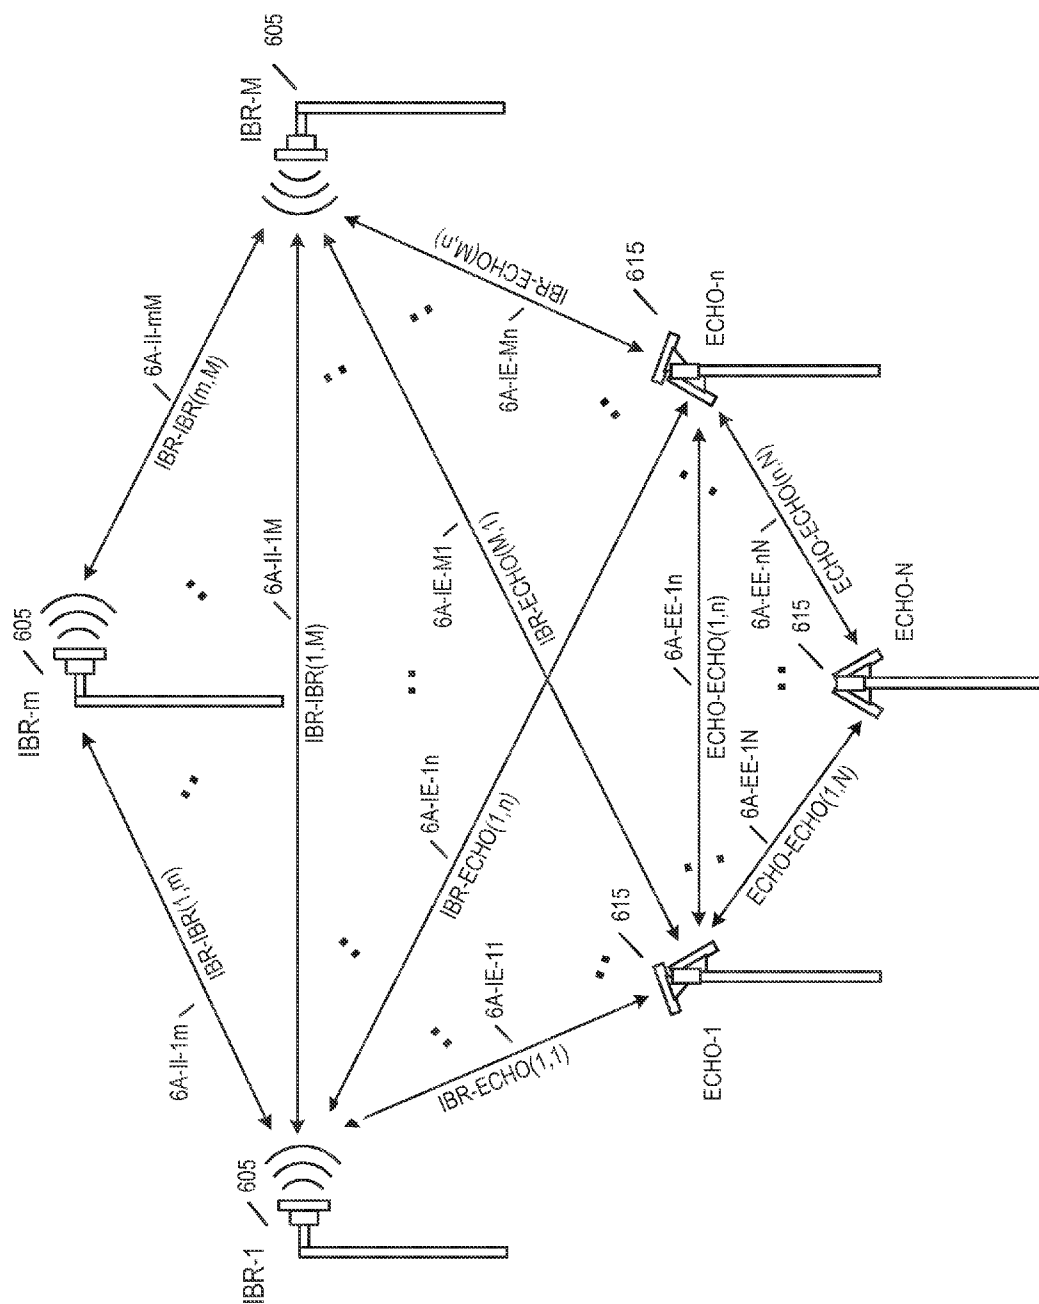 IBR-M
605
IBR-m
605
IBR-1
605
6A-II-mM
IBR-IBR(m,M)
6A-II-1M
IBR-IBR(1,M)
6A-II-1m
IBR-IBR(1,m)
IBR-ECHO(M,n)
6A-IE-Mn
6A-IE-M1
IBR-ECHO(M,1)
6A-IE-1n
IBR-ECHO(1,n)
6A-IE-11
IBR-ECHO(1,1)
615
ECHO-n
615
ECHO-1
6A-EE-1n
ECHO-ECHO(1,n)
6A-EE-nN
ECHO-ECHO(n,N)
615
ECHO-N
6A-EE-1N
ECHO-ECHO(1,N)